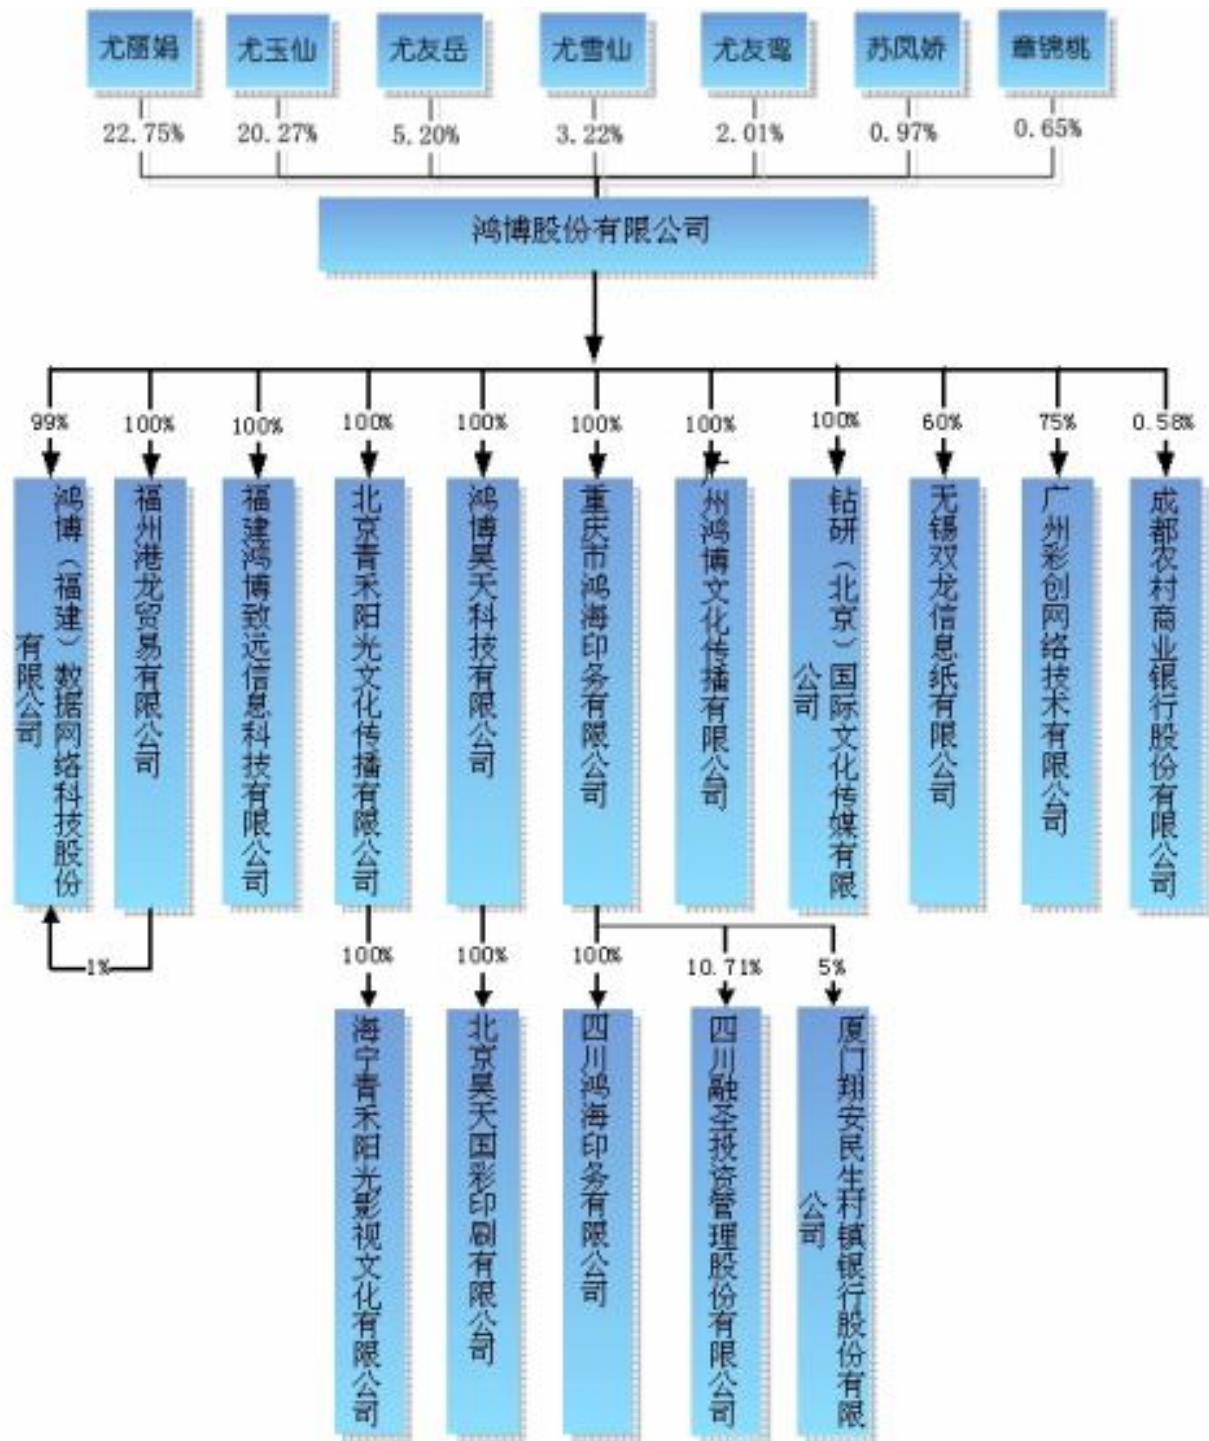 尤丽娟
尤玉仙
尤友岳
尤雪仙
尤友鸾
苏凤娇
章锦桃
22.75%
20.27%
5.20%
3.22%
2.01%
0.97%
0.65%
鸿博股份有限公司
99%
100%
100%
100%
100%
100%
100%
100%
60%
75%
0.58%
鸿博（福建）数据网络科技股份
有限公司
福州港龙贸易有限公司
福建鸿博致远信息科技有限公司
北京青禾阳光文化传播有限公司
鸿博昊天科技有限公司
重庆市鸿海印务有限公司
广州鸿博文化传播有限公司
钻研（北京）国际文化传媒有限
公司
无锡双龙信息纸有限公司
广州彩创网络技术有限公司
成都农村商业银行股份有限公司
1%
100%
100%
100%
10.71%
5%
海宁青禾阳光影视文化有限公司
北京昊天国彩印刷有限公司
四川鸿海印务有限公司
四川融圣投资管理股份有限公司
厦门翔安民生村镇银行股份有限
公司